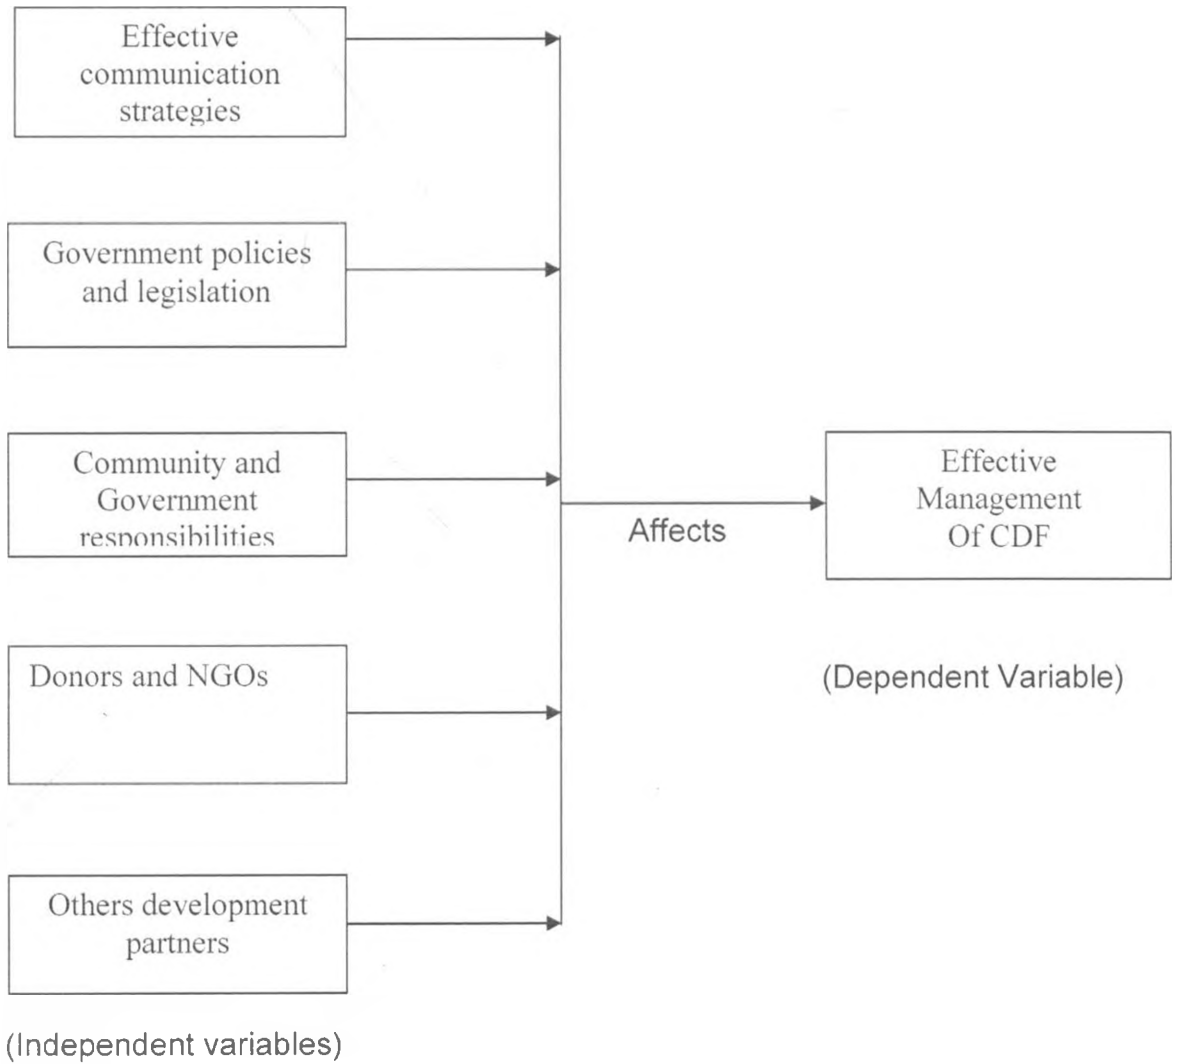 Effective
communication
strategies
Government policies
and legislation
Community and
Government
responsibilities
Donors and NGOs
Others development
partners
(Independent variables)
Affects
Effective
Management
Of CDF
(Dependent Variable)